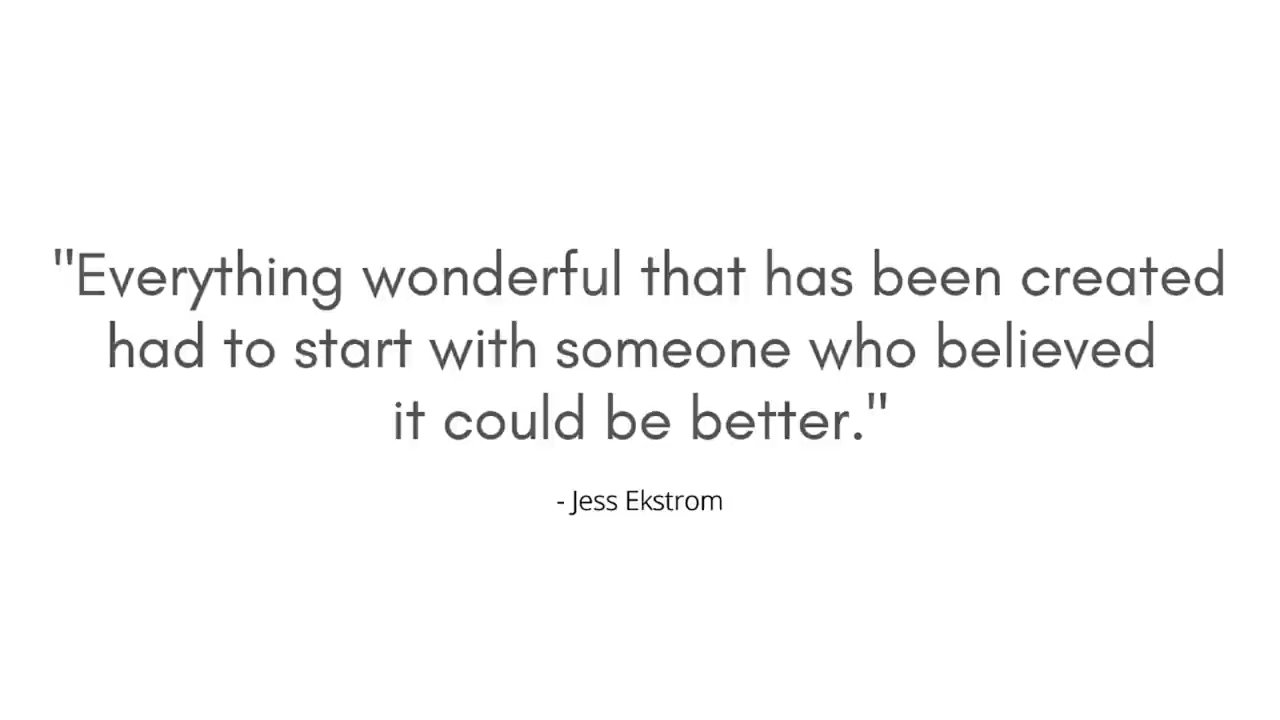 "Everything wonderful that has been created
had to start with someone who believed
it could be better."
- Jess Ekstrom